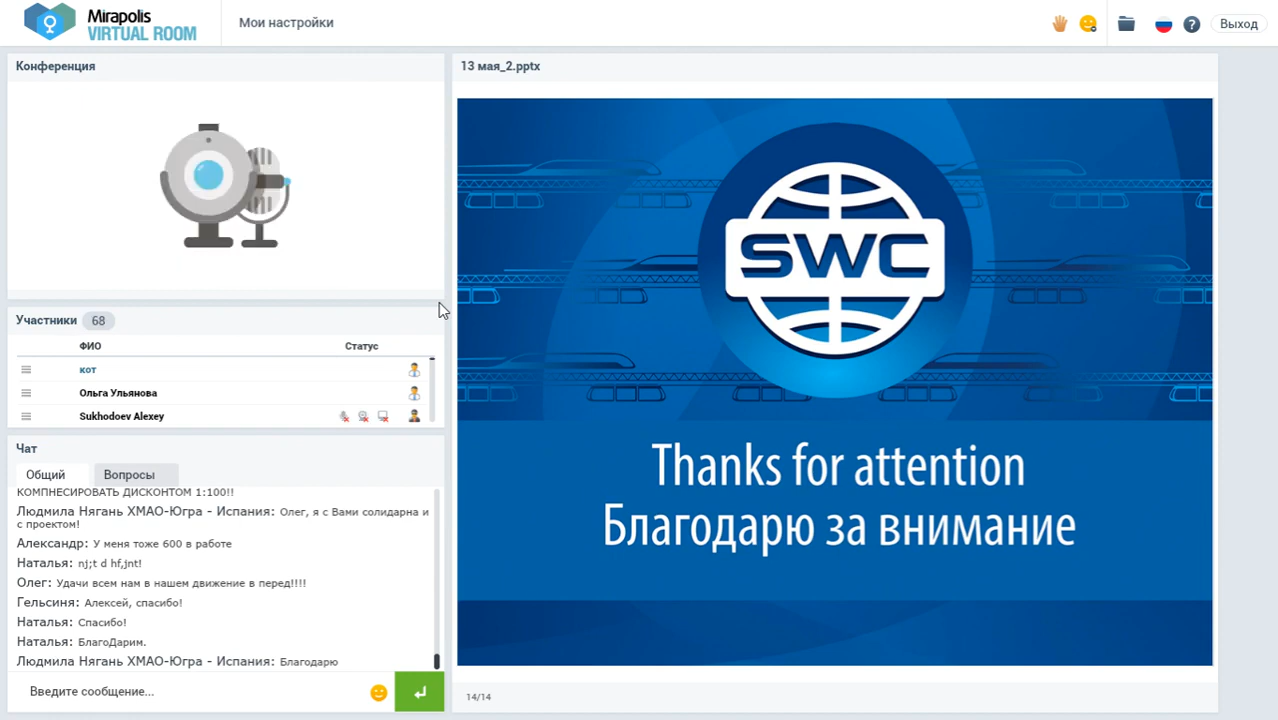 Mirapolis
VIRTUAL ROOM
Мои настройки
?
Выход
Конференция
13 мая_2.pptx
SWC
Thanks for attention
Благодарю за внимание
14/14
Участники 68
ФИО Статус
кот
Ольга Ульянова
Sukhodoev Alexey
Чат
Общий Вопросы
КОМПНЕСИРОВАТЬ ДИСКОНТОМ 1:100!!
Людмила Нягань ХМАО-Югра - Испания: Олег, я с Вами солидарна и
с проектом!
Александр: У меня тоже 600 в работе
Наталья: nj;t d hf,jnt!
Олег: Удачи всем нам в нашем движение в перед!!!!
Гельсиня: Алексей, спасибо!
Наталья: Спасибо!
Наталья: БлагоДарим.
Людмила Нягань ХМАО-Югра - Испания: Благодарю
Введите сообщение...